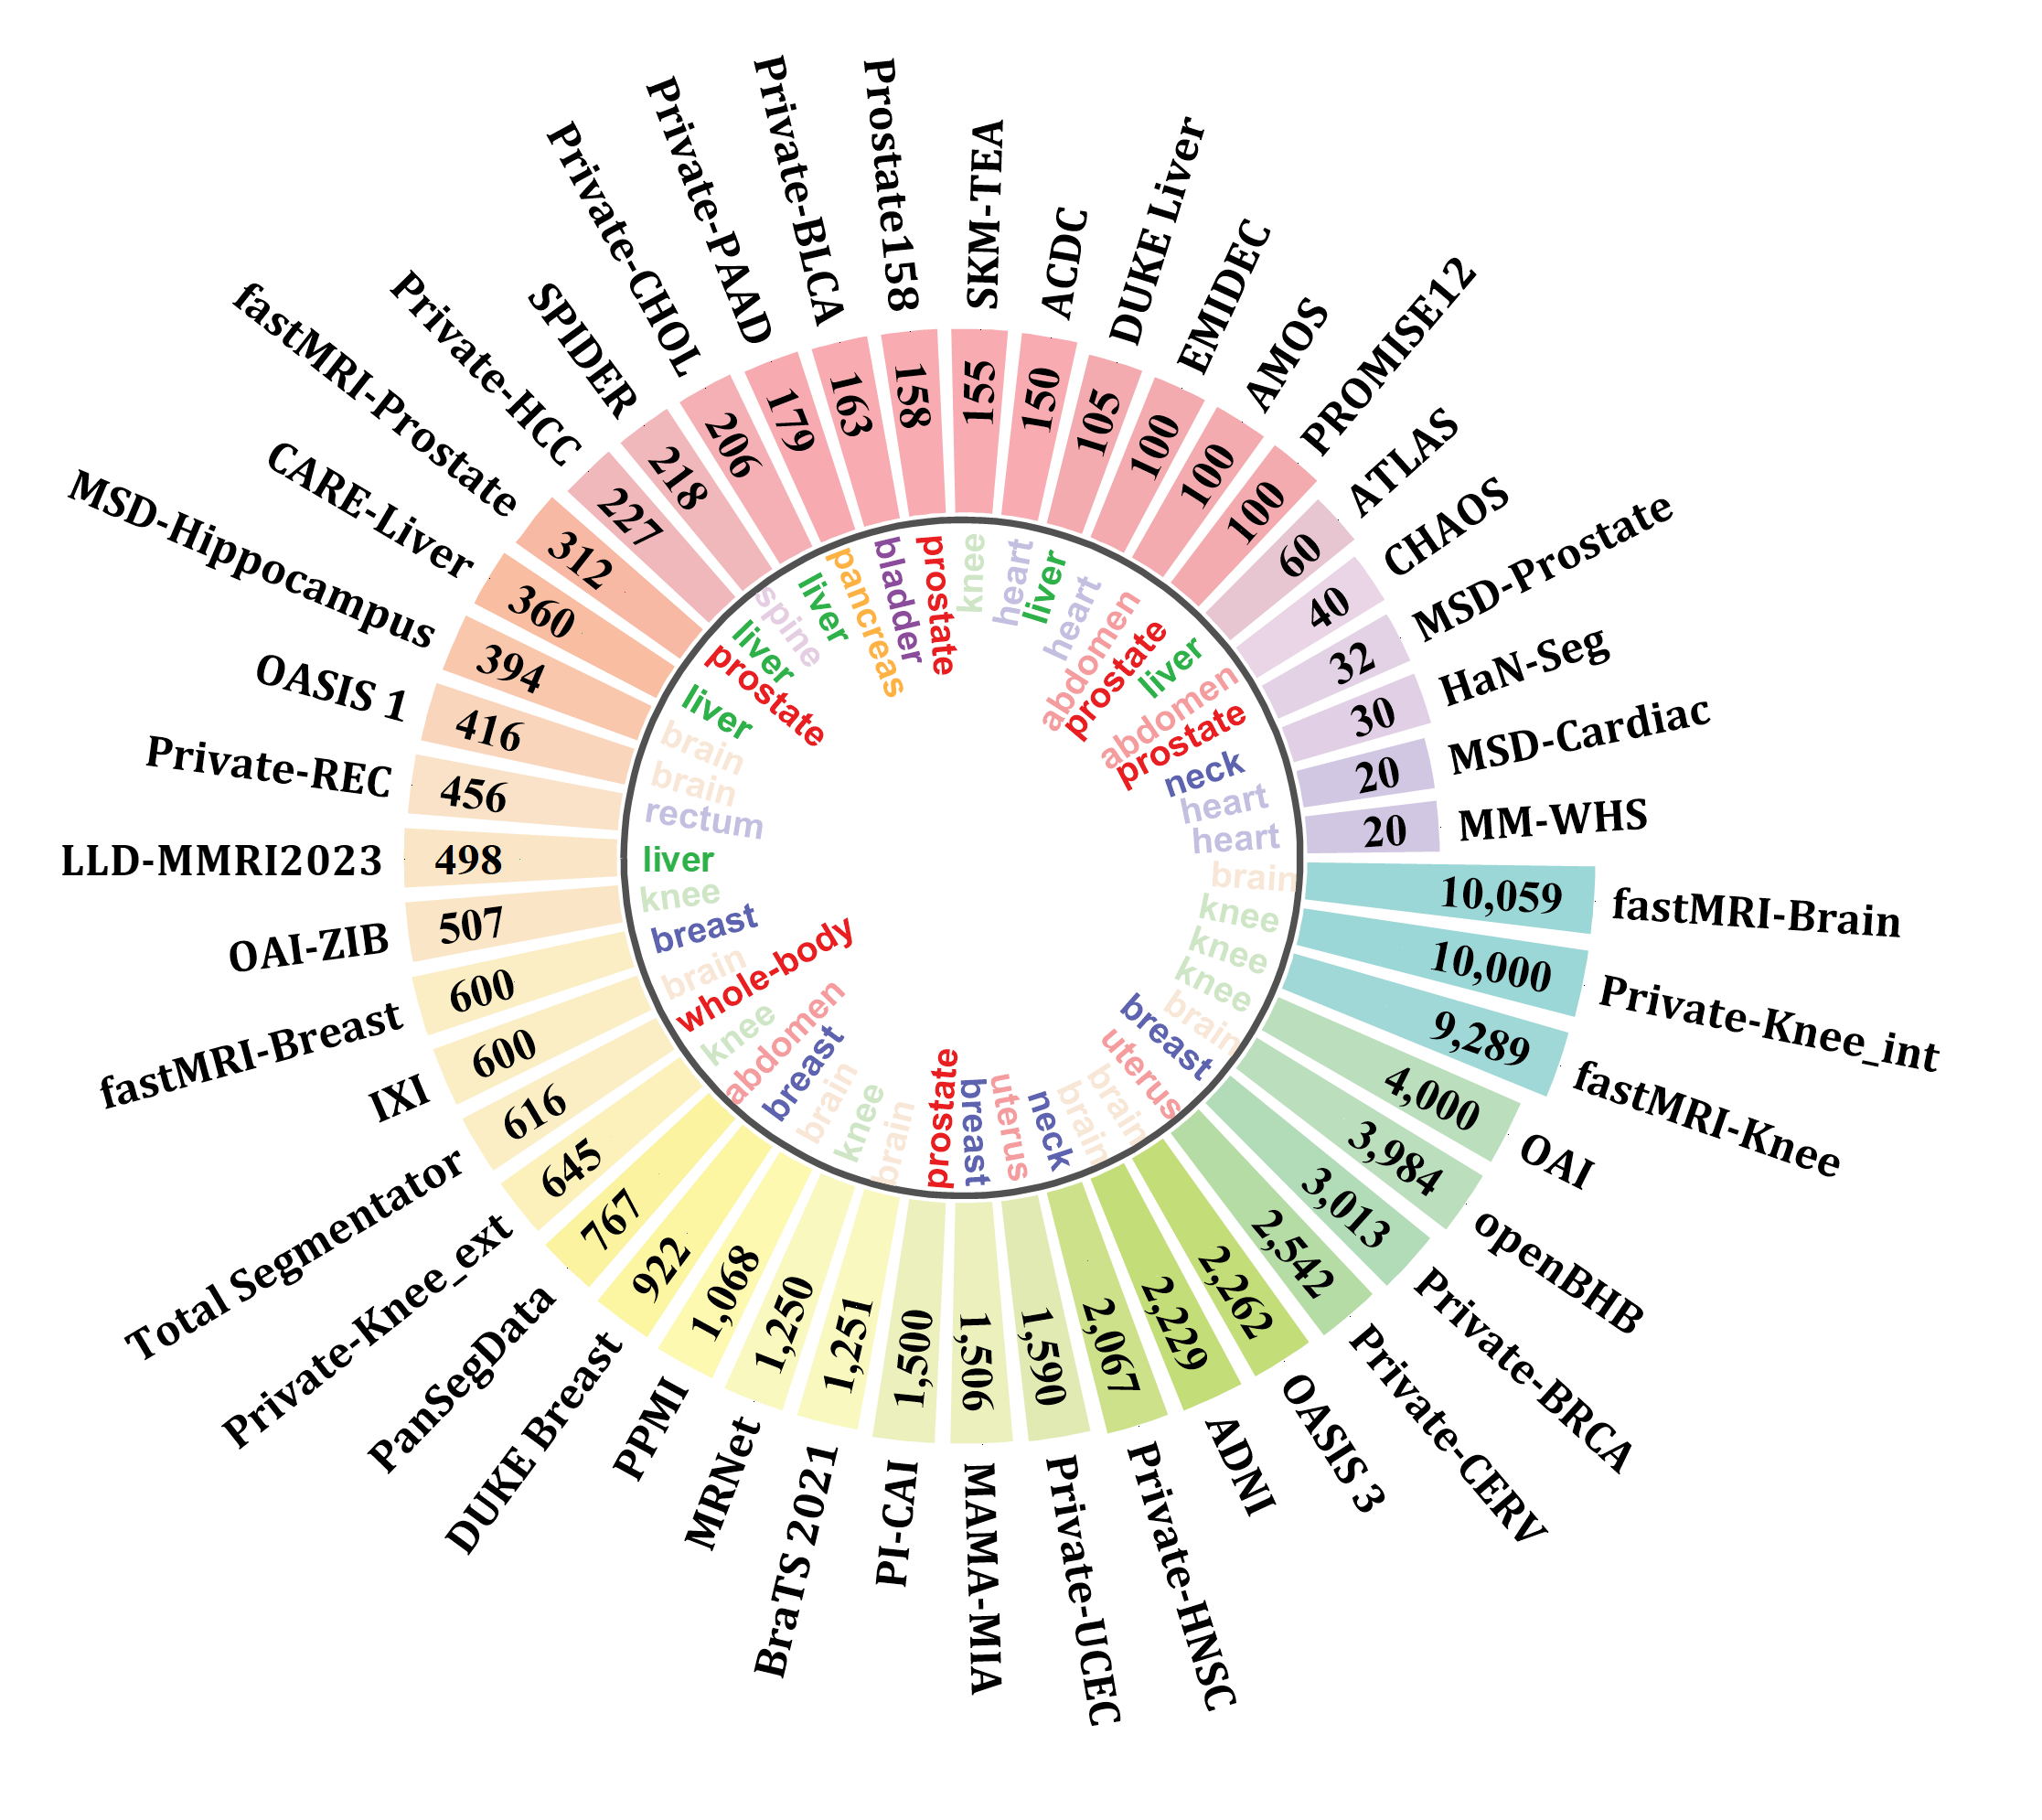 fastMRI-Brain 10,059 brain
Private-Knee_int 10,000 knee
fastMRI-Knee 9,289 knee
OAI 4,000 knee
openBHB 3,984 brain
Private-BRCA 3,013 breast
Private-CERV 2,542 uterus
OASIS 3 2,262 brain
ADNI 2,229 brain
Private-HNSC 2,067 neck
Private-UCEC 1,590 uterus
MAMA-MIA 1,506 breast
PI-CAI 1,500 prostate
BraTS 2021 1,251 brain
MRNet 1,250 knee
PPMI 1,068 brain
DUKE Breast 922 breast
PanSegData 767 abdomen
Private-Knee_ext 645 knee
Total Segmentator 616 whole-body
IXI 600 brain
fastMRI-Breast 600 breast
OAI-ZIB 507 knee
LLD-MMRI2023 498 liver
Private-REC 456 rectum
OASIS 1 416 brain
MSD-Hippocampus 394 brain
CARE-Liver 360 liver
fastMRI-Prostate 312 prostate
Private-HCC 227 liver
SPIDER 218 spine
Private-CHOL 206 liver
Private-PAAD 179 pancreas
Private-BLCA 163 bladder
Prostate158 158 prostate
SKM-TEA 155 knee
ACDC 150 heart
DUKE Liver 105 liver
EMIDEC 100 heart
AMOS 100 abdomen
PROMISE12 100 prostate
ATLAS 60 liver
CHAOS 40 abdomen
MSD-Prostate 32 prostate
HaN-Seg 30 neck
MSD-Cardiac 20 heart
MM-WHS 20 heart